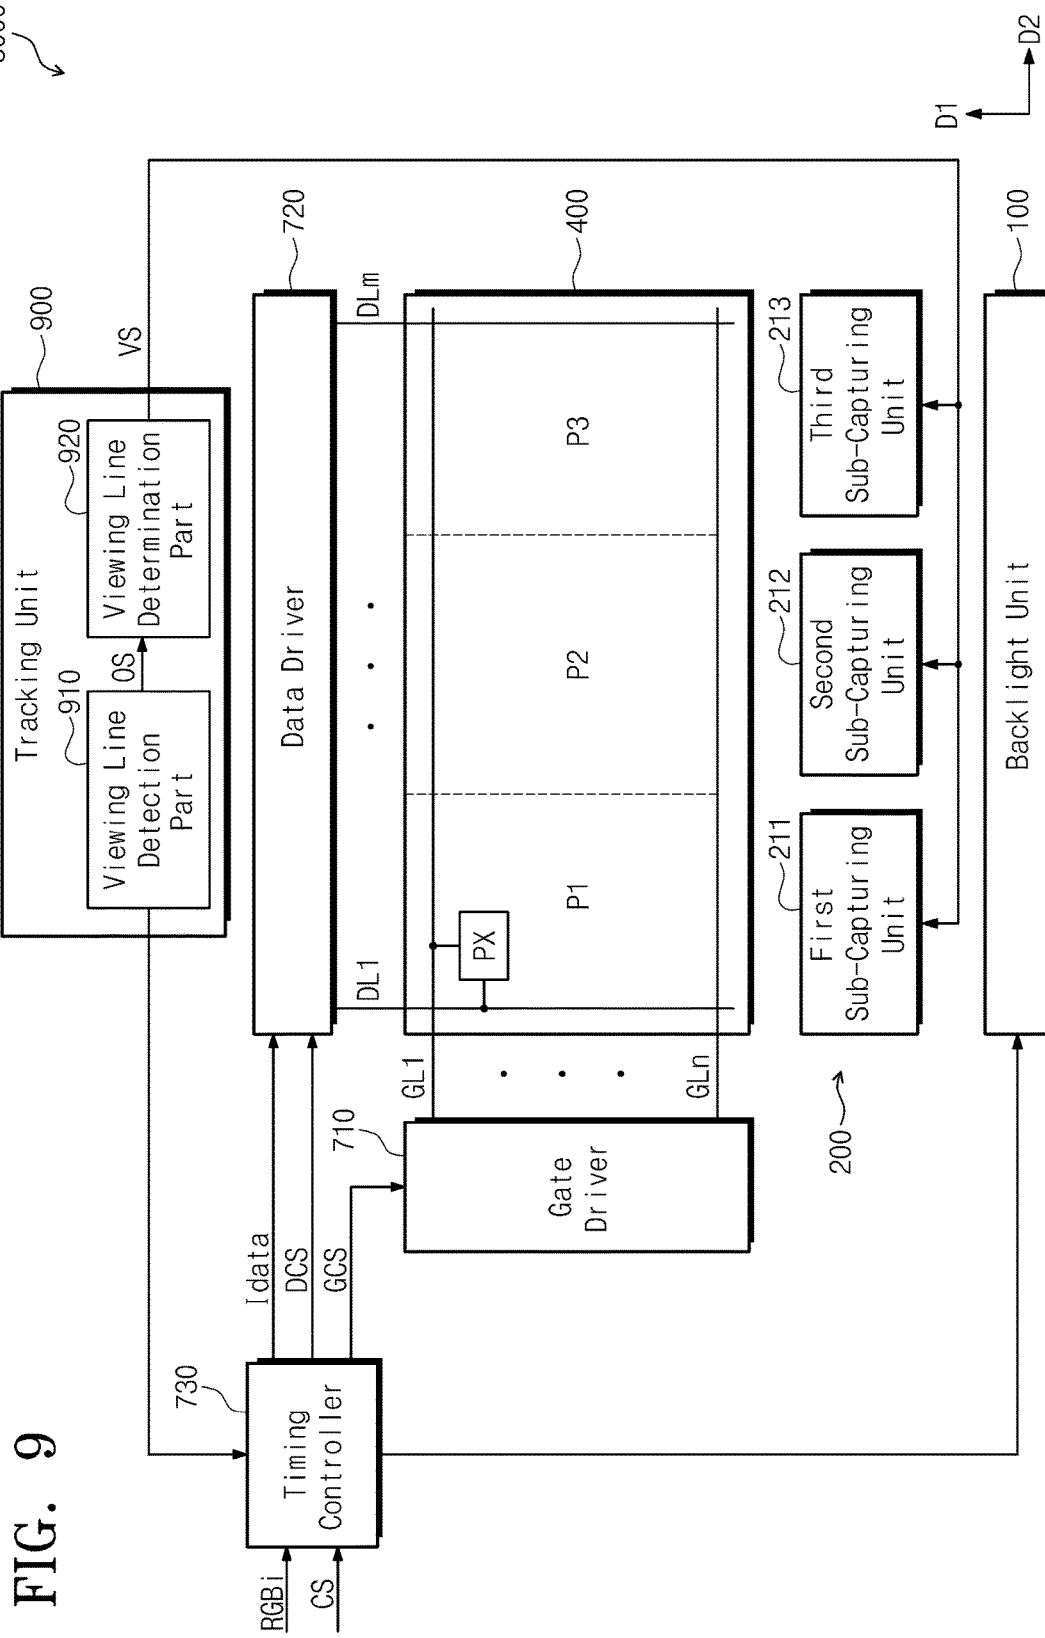 FIG. 9
Tracking Unit
900
910
Viewing Line
Detection
Part
OS
920
Viewing Line
Determination
Part
VS
RGBi
CS
730
Timing
Controller
Idata
DCS
GCS
Data Driver
720
DL1
DLm
710
Gate
Driver
GL1
GLn
PX
P1
P2
P3
400
200
211
First
Sub-Capturing
Unit
212
Second
Sub-Capturing
Unit
213
Third
Sub-Capturing
Unit
Backlight Unit
100
D1
D2